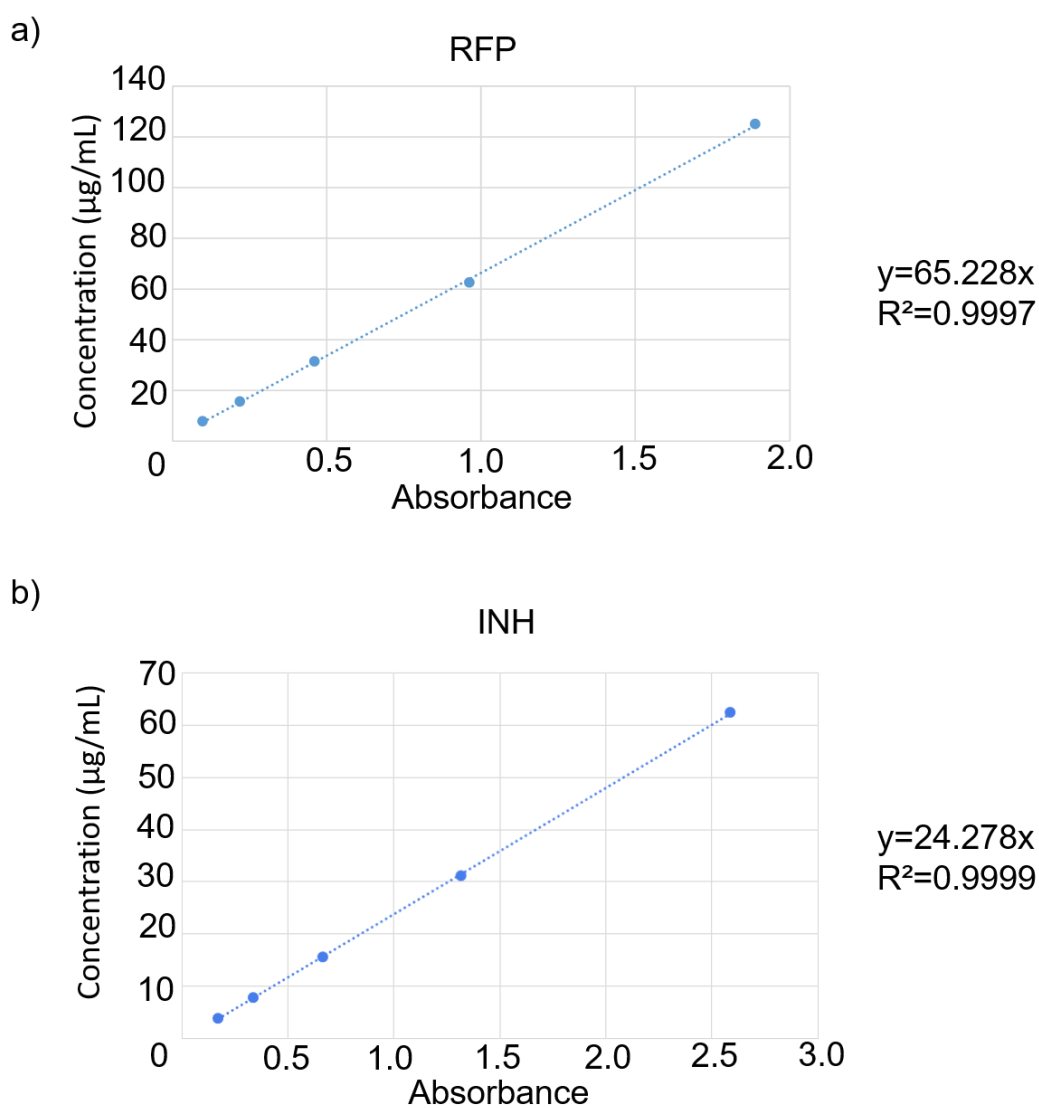 a)
RFP
140
120
100
80
60
40
20
0
0.5 1.0 1.5 2.0
Concentration (µg/mL)
Absorbance
y=65.228x
R²=0.9997
b)
INH
70
60
50
40
30
20
10
0
0.5 1.0 1.5 2.0 2.5 3.0
Concentration (µg/mL)
Absorbance
y=24.278x
R²=0.9999